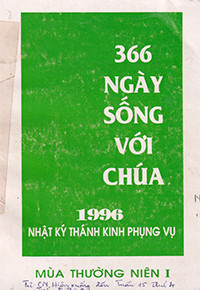 366
NGÀY
SỐNG
VỚI
CHÚA
1996
NHẬT KÝ THÁNH KINH PHỤNG VỤ
MÙA THƯỜNG NIÊN I